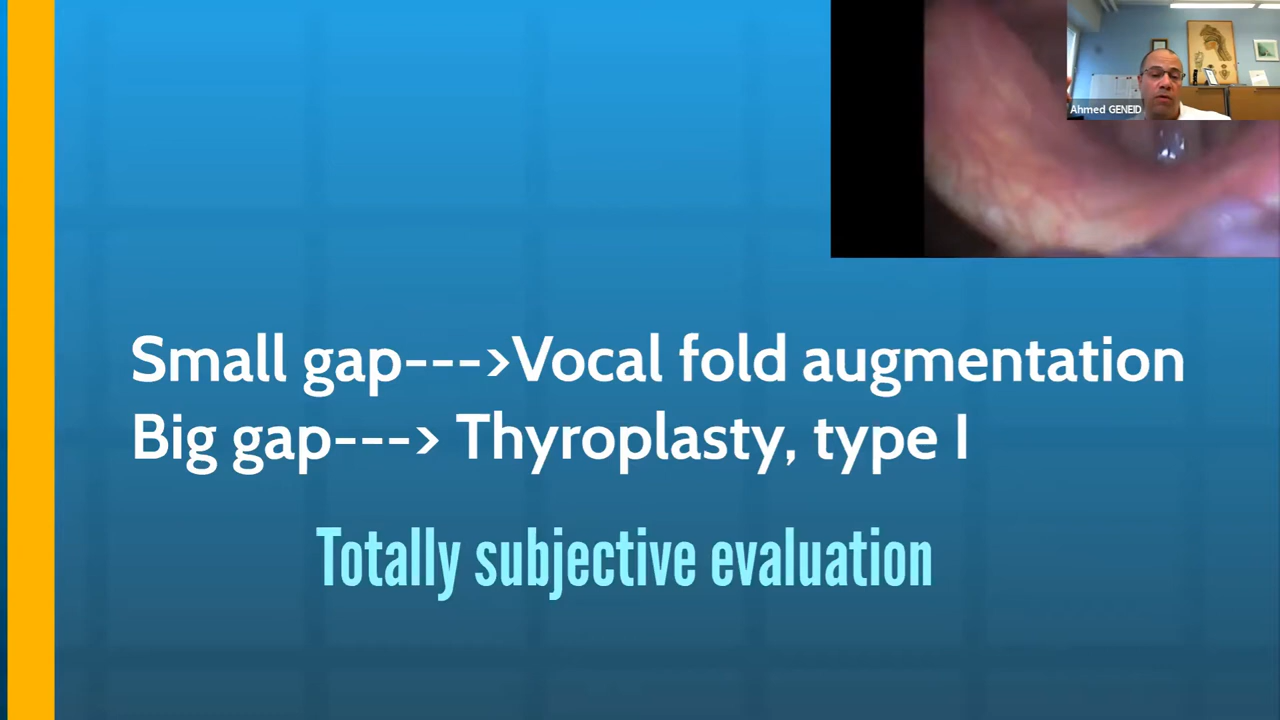 Ahmed GENEID
Small gap--->Vocal fold augmentation
Big gap---> Thyroplasty, type I
Totally subjective evaluation